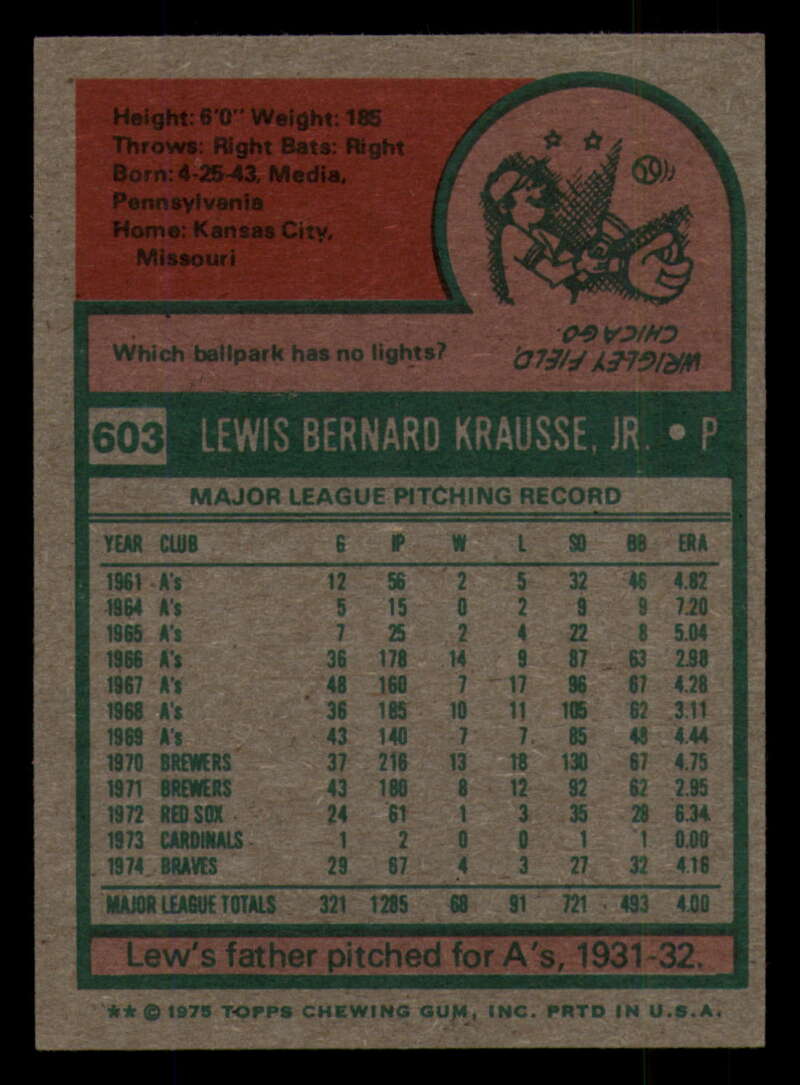 Height: 6'0" Weight: 185
Throws: Right Bats: Right
Born: 4-25-43, Media,
Pennsylvania
Home: Kansas City,
Missouri
Which ballpark has no lights?
WRIGLEY FIELD,
CHICAGO.
603 LEWIS BERNARD KRAUSSE, JR. • P
MAJOR LEAGUE PITCHING RECORD
YEAR CLUB G IP W L SO BB ERA
1961 A's 12 56 2 5 32 46 4.82
1964 A's 5 15 0 2 9 9 7.20
1965 A's 7 25 2 4 22 8 5.04
1966 A's 36 178 14 9 87 63 2.98
1967 A's 48 160 7 17 96 67 4.28
1968 A's 36 185 10 11 105 62 3.11
1969 A's 43 140 7 7 85 48 4.44
1970 BREWERS 37 216 13 18 130 67 4.75
1971 BREWERS 43 180 8 12 92 62 2.95
1972 RED SOX 24 61 1 3 35 28 6.34
1973 CARDINALS 1 2 0 0 1 1 0.00
1974 BRAVES 29 67 4 3 27 32 4.16
MAJOR LEAGUE TOTALS 321 1285 68 91 721 493 4.00
Lew's father pitched for A's, 1931-32.
** © 1975 TOPPS CHEWING GUM, INC. PRTD IN U.S.A.